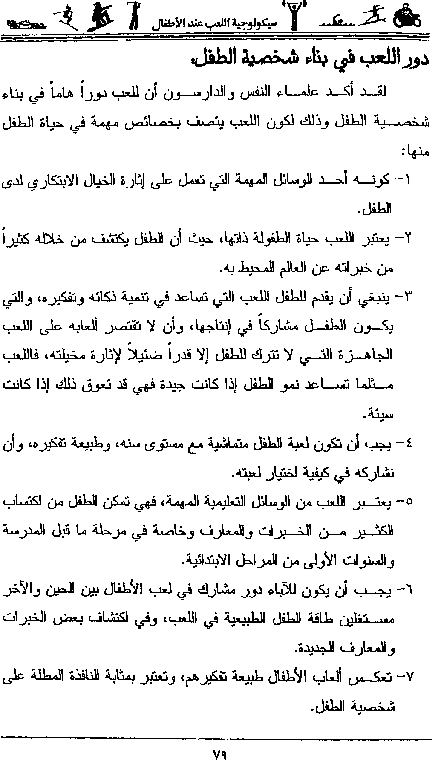 سيكولوجية اللعب عند الأطفال
دور اللعب في بناء شخصية الطفل:
لقد أكد علماء النفس والدارسون أن للعب دوراً هاماً في بناء
شخصية الطفل وذلك لكون اللعب يتصف بخصائص مهمة في حياة الطفل
منها:
١- كونه أحد الوسائل المهمة التي تعمل على إثارة الخيال الابتكاري لدى
الطفل.
٢- يعتبر اللعب حياة الطفولة ذاتها، حيث أن الطفل يكتشف من خلاله كثيراً
من خبراته عن العالم المحيط به.
٣- ينبغي أن يقدم للطفل اللعب التي تساعد في تنمية ذكائه وتفكيره، والتي
يكون الطفل مشاركاً في إنتاجها، وأن لا تقتصر ألعابه على اللعب
الجاهزة التي لا تترك للطفل إلا قدراً ضئيلاً لإثارة مخيلته، فاللعب
مثلما تساعد نمو الطفل إذا كانت جيدة فهي قد تعوق ذلك إذا كانت
سيئة.
٤- يجب أن تكون لعبة الطفل متماشية مع مستوى سنه، وطبيعة تفكيره، وأن
نشاركه في كيفية اختيار لعبته.
٥- يعتبر اللعب من الوسائل التعليمية المهمة، فهي تمكن الطفل من اكتساب
الكثير من الخبرات والمعارف وخاصة في مرحلة ما قبل المدرسة
والسنوات الأولى من المراحل الابتدائية.
٦- يجب أن يكون للآباء دور مشارك في لعب الأطفال بين الحين والآخر
مستغلين طاقة الطفل الطبيعية في اللعب، وفي اكتشاف بعض الخبرات
والمعارف الجديدة.
٧- تعكس ألعاب الأطفال طبيعة تفكيرهم، وتعتبر بمثابة النافذة المطلة على
شخصية الطفل.
٧٩